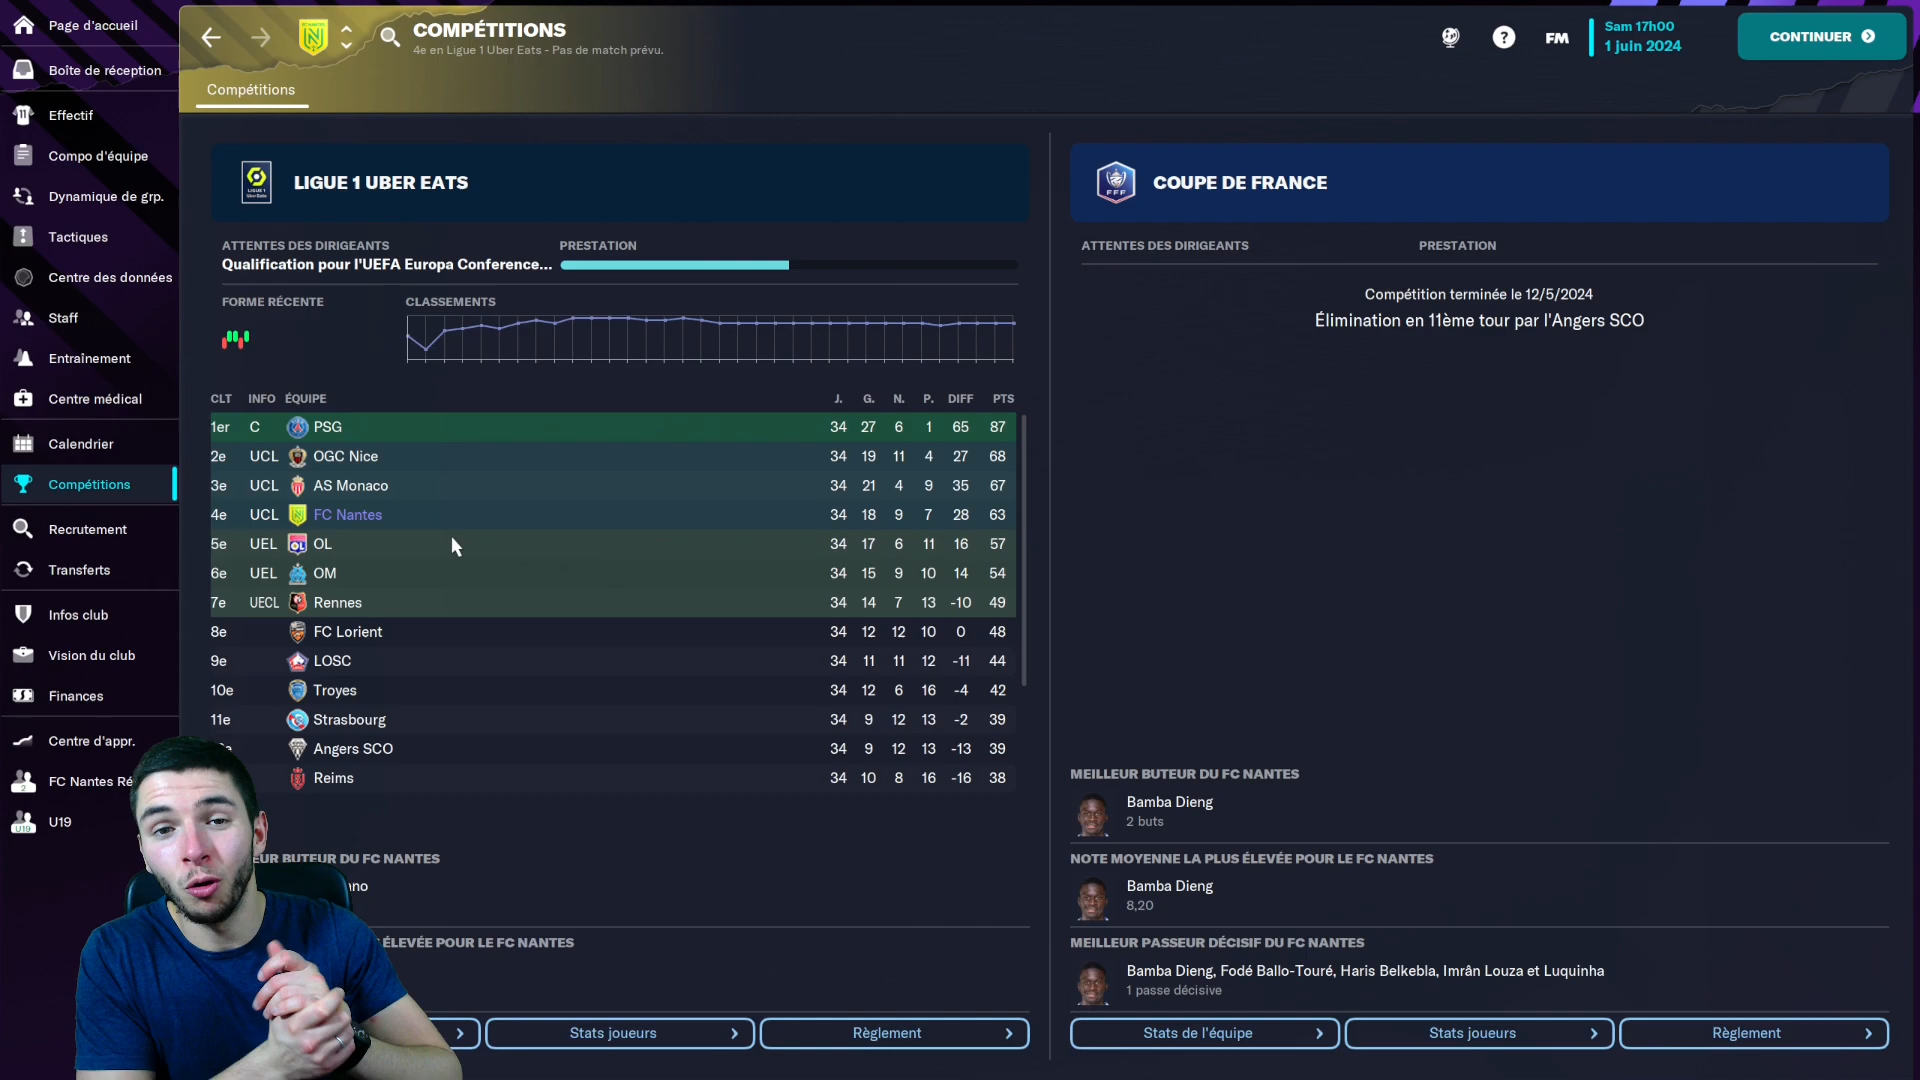 Page d'accueil
Boîte de réception
Effectif
Compo d'équipe
Dynamique de grp.
Tactiques
Centre des données
Staff
Entraînement
Centre médical
Calendrier
Compétitions
Recrutement
Transferts
Infos club
Vision du club
Finances
Centre d'appr.
FC Nantes Ré
U19
COMPÉTITIONS
4e en Ligue 1 Uber Eats - Pas de match prévu.
FM
Sam 17h00
1 juin 2024
CONTINUER
Compétitions
LIGUE 1 UBER EATS
ATTENTES DES DIRIGEANTS PRESTATION
Qualification pour l'UEFA Europa Conference...
FORME RÉCENTE CLASSEMENTS
CLT INFO ÉQUIPE J. G. N. P. DIFF PTS
1er C PSG 34 27 6 1 65 87
2e UCL OGC Nice 34 19 11 4 27 68
3e UCL AS Monaco 34 21 4 9 35 67
4e UCL FC Nantes 34 18 9 7 28 63
5e UEL OL 34 17 6 11 16 57
6e UEL OM 34 15 9 10 14 54
7e UECL Rennes 34 14 7 13 -10 49
8e FC Lorient 34 12 12 10 0 48
9e LOSC 34 11 11 12 -11 44
10e Troyes 34 12 6 16 -4 42
11e Strasbourg 34 9 12 13 -2 39
Angers SCO 34 9 12 13 -13 39
Reims 34 10 8 16 -16 38
EUR BUTEUR DU FC NANTES
ÉLEVÉE POUR LE FC NANTES
Stats joueurs
Règlement
COUPE DE FRANCE
ATTENTES DES DIRIGEANTS PRESTATION
Compétition terminée le 12/5/2024
Élimination en 11ème tour par l'Angers SCO
MEILLEUR BUTEUR DU FC NANTES
Bamba Dieng
2 buts
NOTE MOYENNE LA PLUS ÉLEVÉE POUR LE FC NANTES
Bamba Dieng
8,20
MEILLEUR PASSEUR DÉCISIF DU FC NANTES
Bamba Dieng, Fodé Ballo-Touré, Haris Belkebla, Imrân Louza et Luquinha
1 passe décisive
Stats de l'équipe
Stats joueurs
Règlement